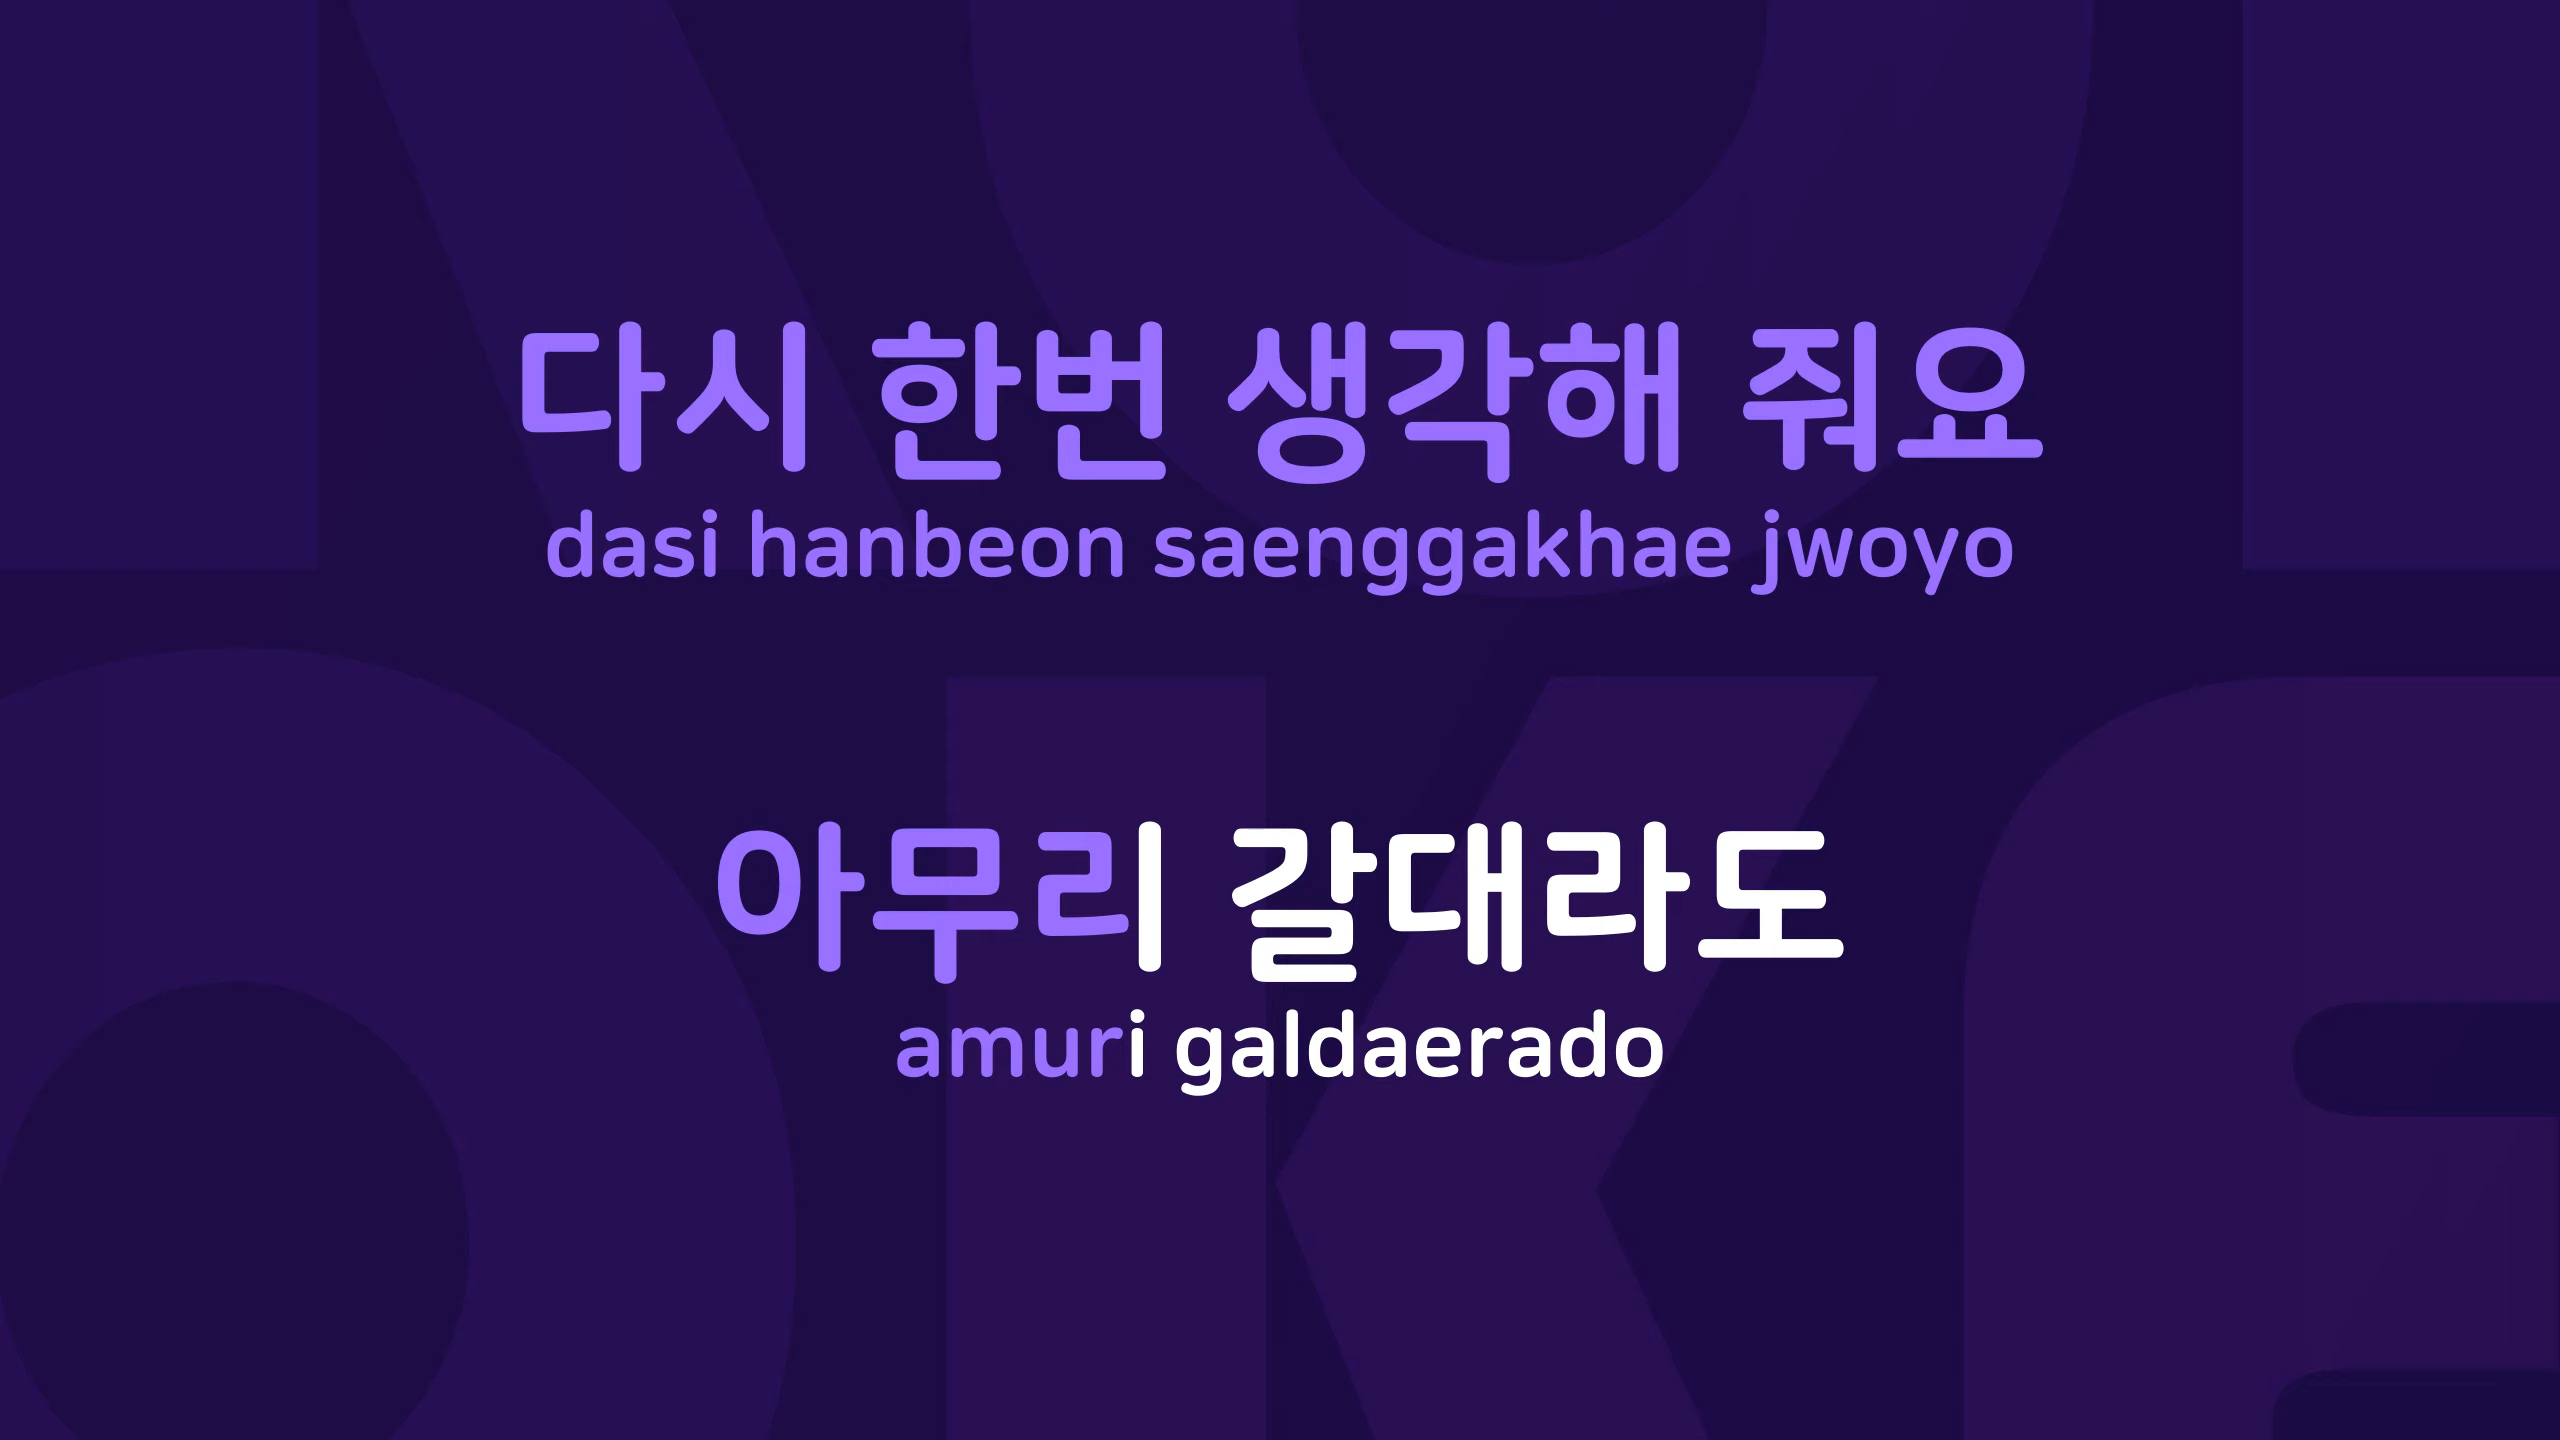 다시 한번 생각해 줘요
dasi hanbeon saenggakhae jwoyo
아무리 갈대라도
amuri galdaerado